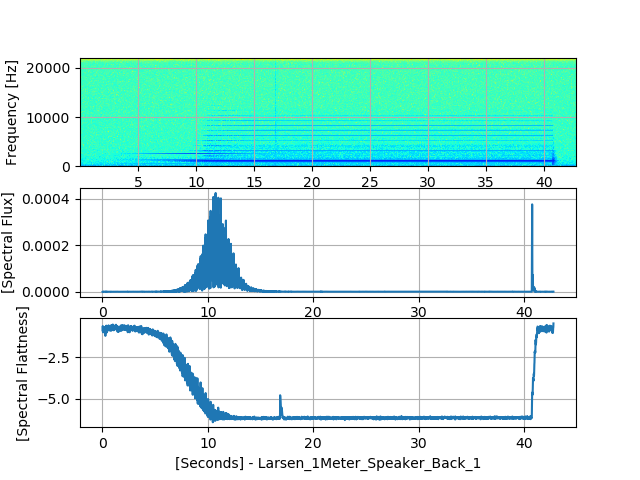 20000
10000
0
Frequency [Hz]
5 10 15 20 25 30 35 40
0.0004
0.0002
0.0000
[Spectral Flux]
0 10 20 30 40
−2.5
−5.0
[Spectral Flattness]
0 10 20 30 40
[Seconds] - Larsen_1Meter_Speaker_Back_1